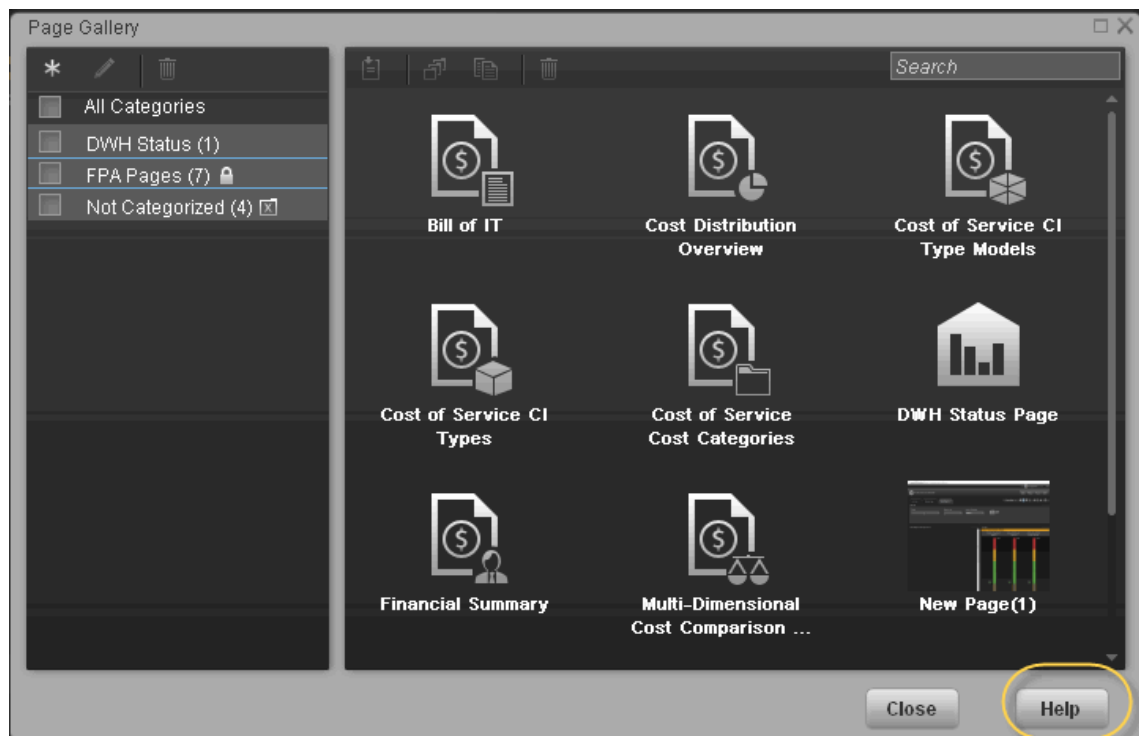 Page Gallery
Search
All Categories
DWH Status (1)
FPA Pages (7)
Not Categorized (4)
Bill of IT
Cost Distribution
Overview
Cost of Service CI
Type Models
Cost of Service CI
Types
Cost of Service
Cost Categories
DWH Status Page
Financial Summary
Multi-Dimensional
Cost Comparison ...
New Page(1)
Close
Help